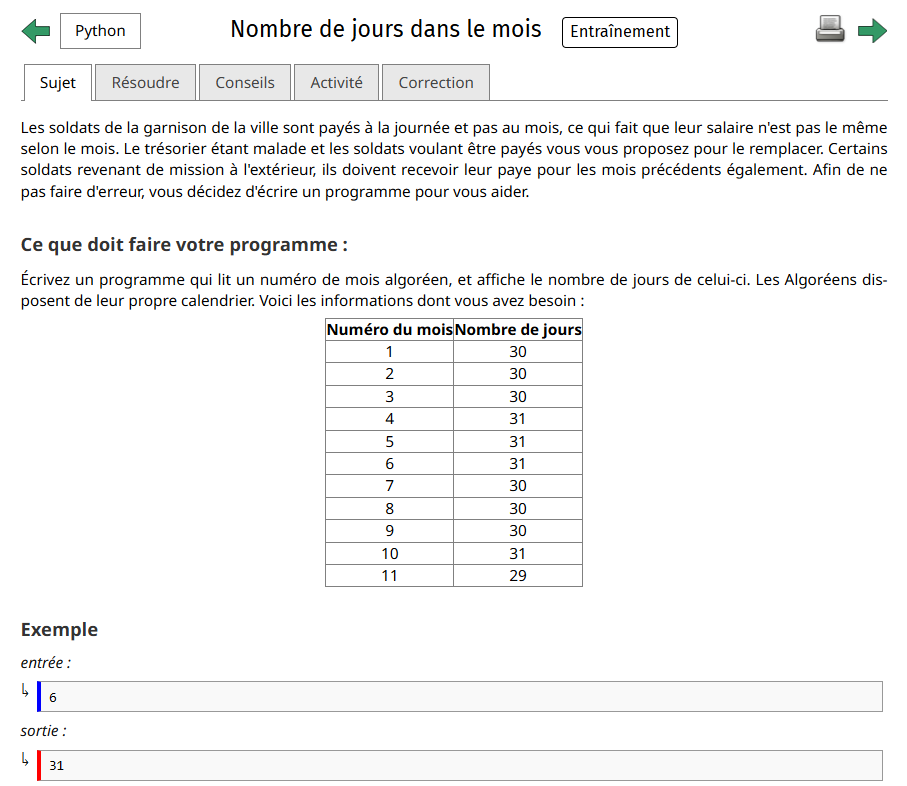 Python
Nombre de jours dans le mois
Entraînement
Sujet
Résoudre
Conseils
Activité
Correction
Les soldats de la garnison de la ville sont payés à la journée et pas au mois, ce qui fait que leur salaire n'est pas le même
selon le mois. Le trésorier étant malade et les soldats voulant être payés vous vous proposez pour le remplacer. Certains
soldats revenant de mission à l'extérieur, ils doivent recevoir leur paye pour les mois précédents également. Afin de ne
pas faire d'erreur, vous décidez d'écrire un programme pour vous aider.
Ce que doit faire votre programme :
Écrivez un programme qui lit un numéro de mois algoréen, et affiche le nombre de jours de celui-ci. Les Algoréens dis-
posent de leur propre calendrier. Voici les informations dont vous avez besoin :
Numéro du mois Nombre de jours
1 30
2 30
3 30
4 31
5 31
6 31
7 30
8 30
9 30
10 31
11 29
Exemple
entrée :
↳ 6
sortie :
↳ 31